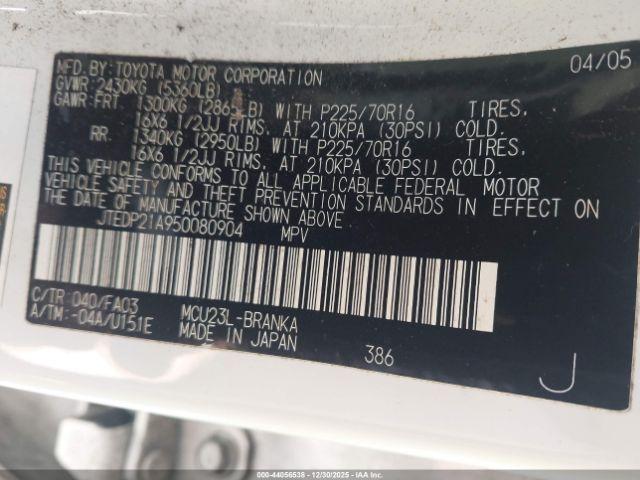 MFD. BY: TOYOTA MOTOR CORPORATION 04/05
GVWR: 2430KG (5360LB)
GAWR: FRT 1300KG (2865LB) WITH P225/70R16 TIRES,
16X6 1/2JJ RIMS, AT 210KPA (30PSI) COLD.
RR. 1340KG (2950LB) WITH P225/70R16 TIRES,
16X6 1/2JJ RIMS, AT 210KPA (30PSI) COLD.
THIS VEHICLE CONFORMS TO ALL APPLICABLE FEDERAL MOTOR
VEHICLE SAFETY AND THEFT PREVENTION STANDARDS IN EFFECT ON
THE DATE OF MANUFACTURE SHOWN ABOVE
JTEDP21A950080904 MPV
C/TR: 040/FA03 MCU23L-BRANKA
A/TM: -04A/U151E MADE IN JAPAN
386
J
000-44056538 - 12/30/2025 - IAA Inc.